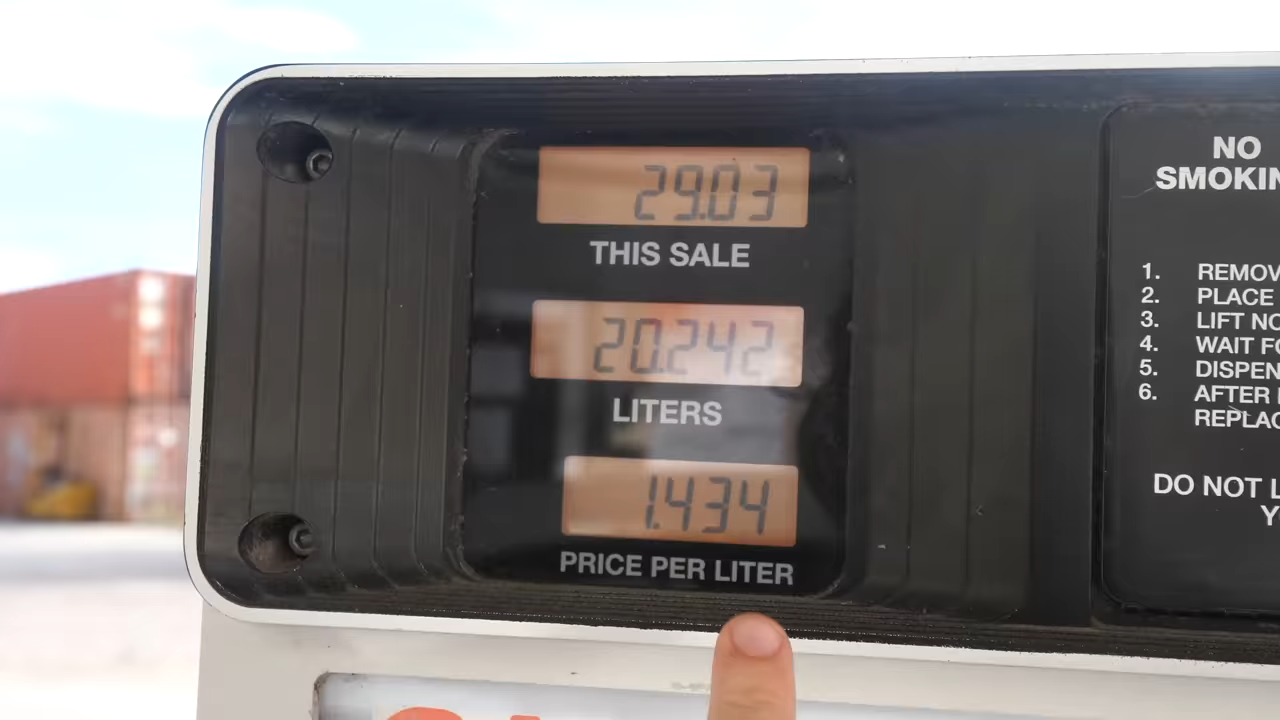 29.03
THIS SALE
20.242
LITERS
1.434
PRICE PER LITER
NO
SMOKIN
1. REMOV
2. PLACE
3. LIFT NO
4. WAIT FO
5. DISPEN
6. AFTER
REPLAC
DO NOT L
Y